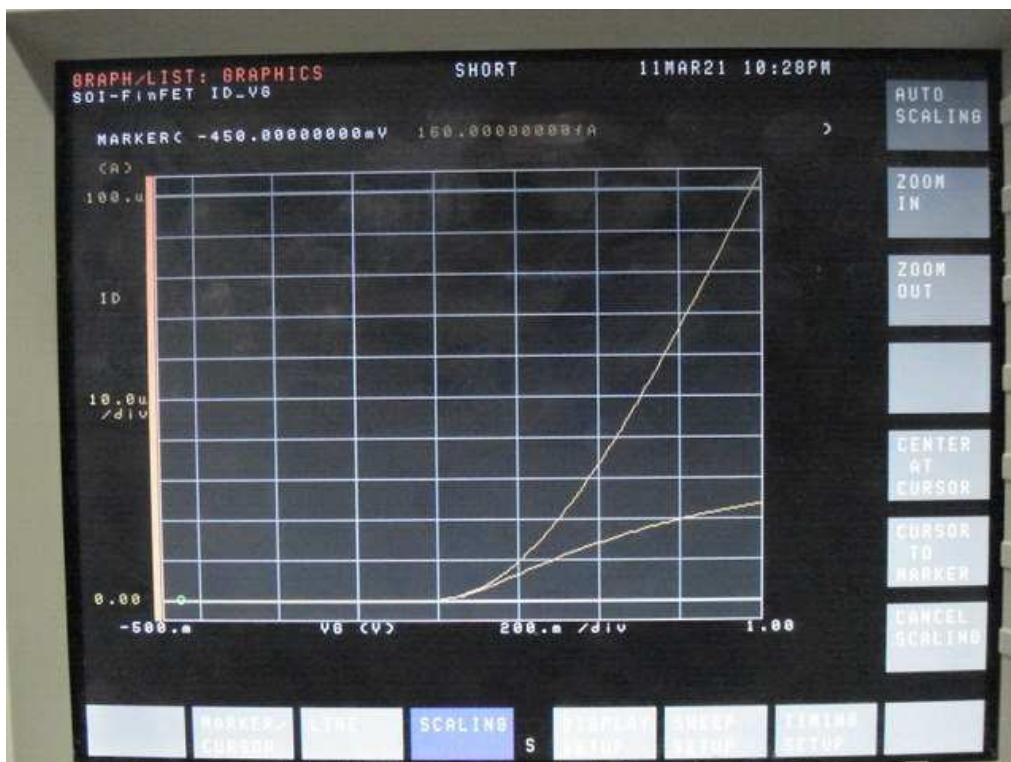 GRAPH/LIST: GRAPHICS SHORT 11MAR21 10:28PM
SOI-FinFET ID_VG
MARKER( -450.00000000mV 160.00000000fA )
(A)
100.u
ID
10.0u
/div
0.00
-500.m VG (V) 200.m /div 1.00
AUTO
SCALING
ZOOM
IN
ZOOM
OUT
CENTER
AT
CURSOR
CURSOR
TO
MARKER
CANCEL
SCALING
MARKER/
CURSOR
LINE
SCALING
S
DISPLAY
SETUP
SWEEP
SETUP
TIMING
SETUP